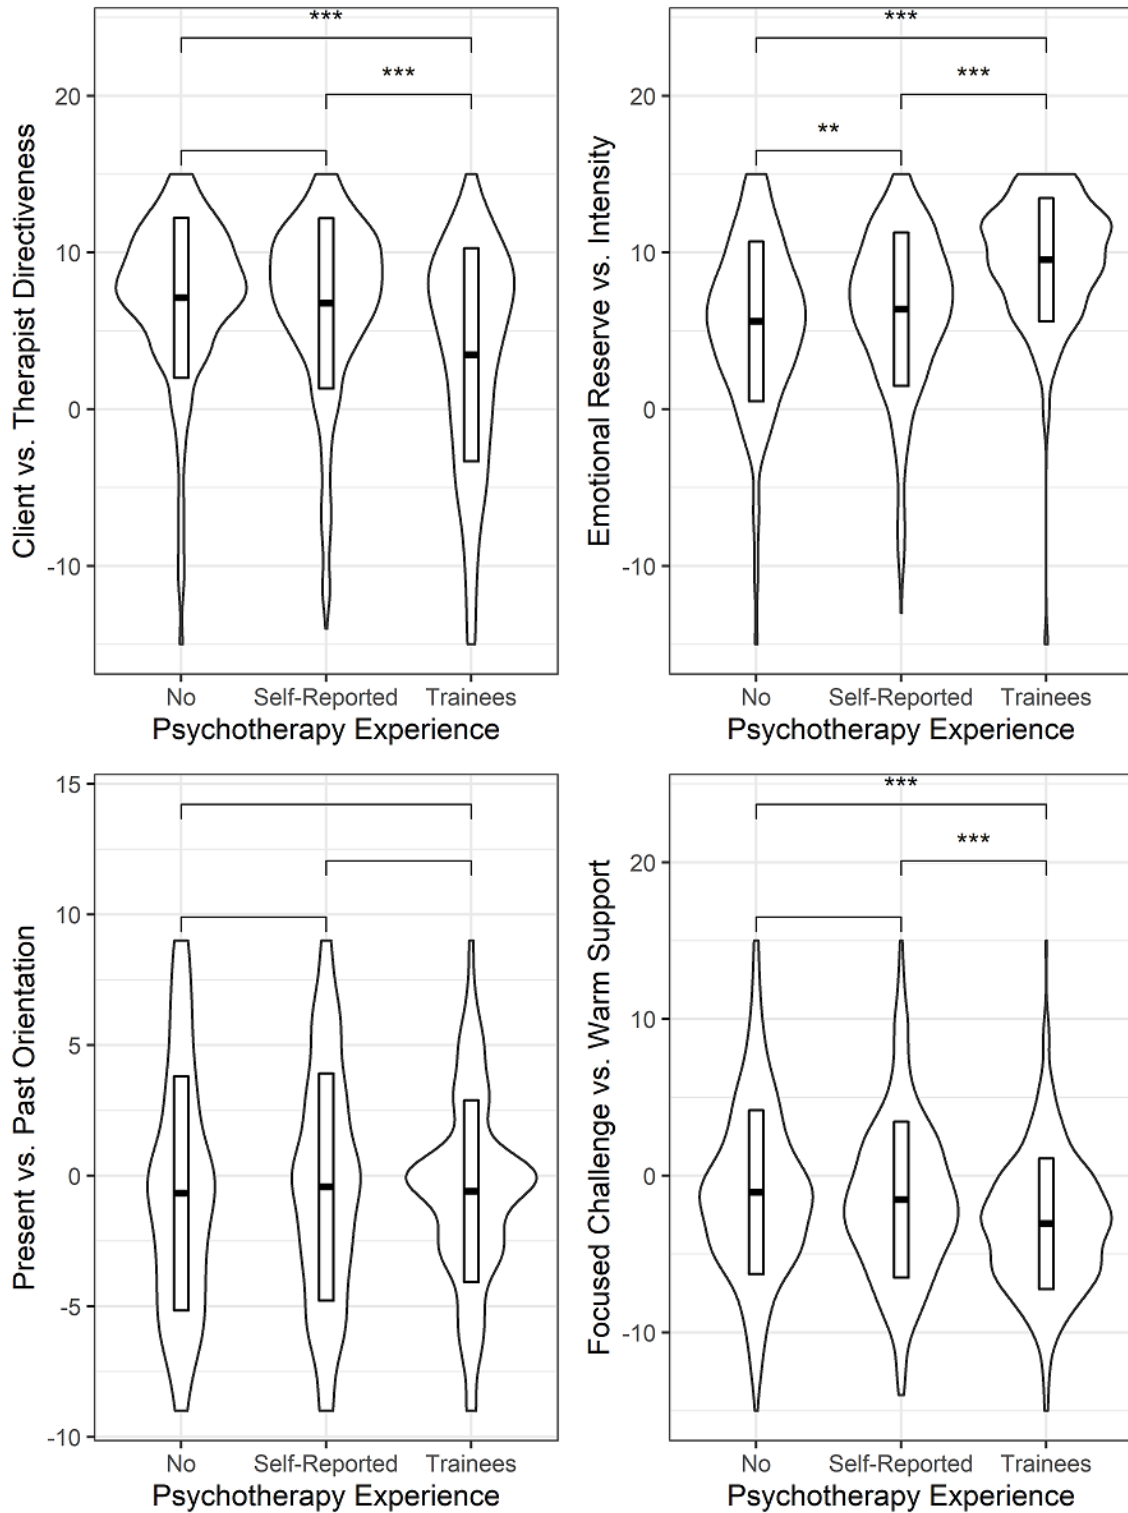 ***
***
20
10
0
-10
Client vs. Therapist Directiveness
No Self-Reported Trainees
Psychotherapy Experience
***
***
**
20
10
0
-10
Emotional Reserve vs. Intensity
No Self-Reported Trainees
Psychotherapy Experience
15
10
5
0
-5
-10
Present vs. Past Orientation
No Self-Reported Trainees
Psychotherapy Experience
***
***
20
10
0
-10
Focused Challenge vs. Warm Support
No Self-Reported Trainees
Psychotherapy Experience